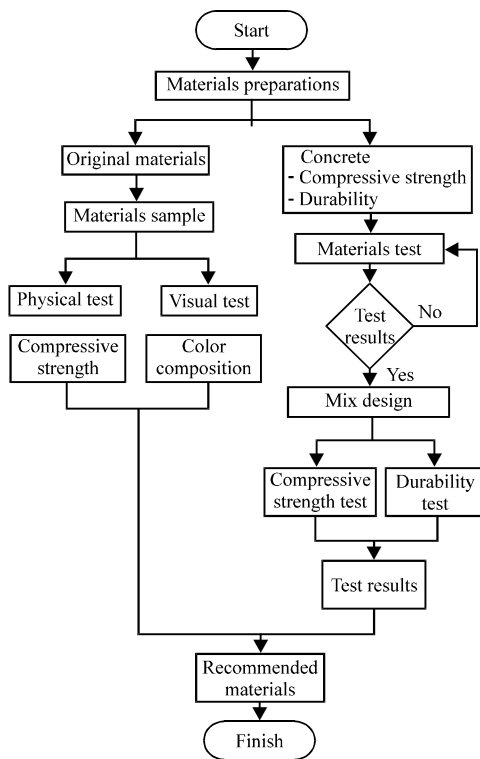 Start
Materials preparations
Original materials
Materials sample
Physical test
Visual test
Compressive
strength
Color
composition
Concrete
- Compressive strength
- Durability
Materials test
Test
results
No
Yes
Mix design
Compressive
strength test
Durability
test
Test results
Recommended
materials
Finish